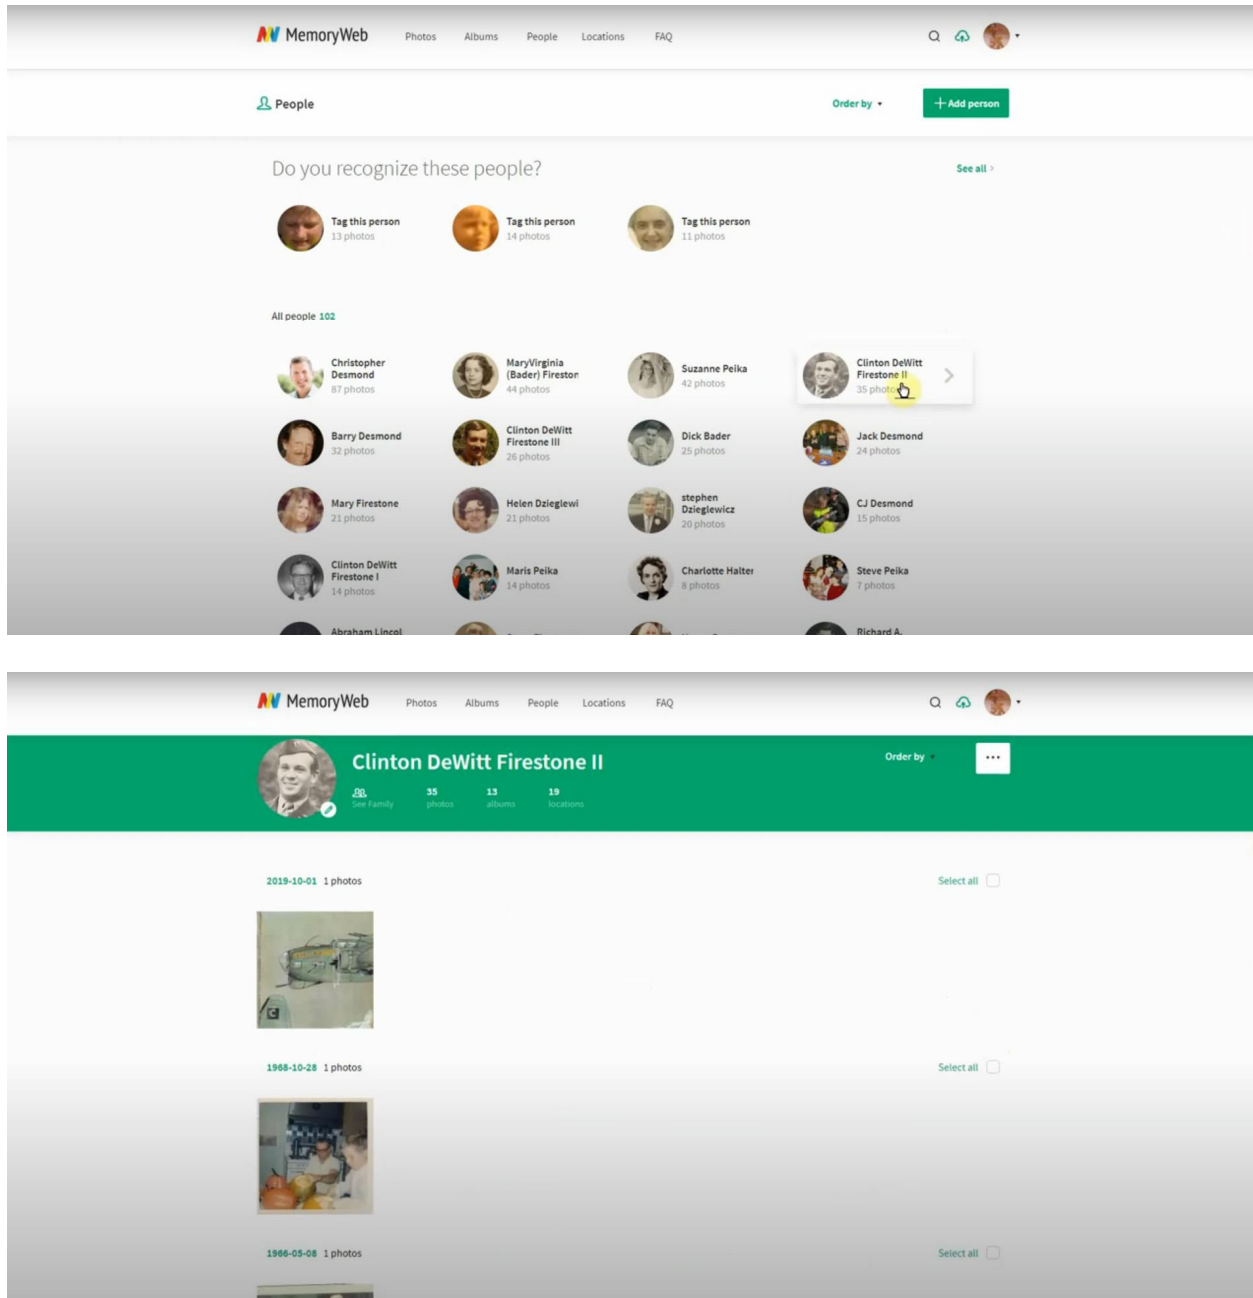 MemoryWeb Photos Albums People Locations FAQ
People Order by + Add person
Do you recognize these people? See all >
Tag this person Tag this person Tag this person
13 photos 14 photos 11 photos
All people 102
Christopher
Desmond
87 photos
MaryVirginia
(Bader) Fireston
44 photos
Suzanne Peika
42 photos
Clinton DeWitt
Firestone II
35 photos
Barry Desmond
32 photos
Clinton DeWitt
Firestone III
26 photos
Dick Bader
25 photos
Jack Desmond
24 photos
Mary Firestone
21 photos
Helen Dzieglewi
21 photos
stephen
Dzieglewicz
20 photos
CJ Desmond
15 photos
Clinton DeWitt
Firestone I
14 photos
Maris Peika
14 photos
Charlotte Halter
8 photos
Steve Peika
7 photos
Abraham Lincol
Richard A.
MemoryWeb Photos Albums People Locations FAQ
Clinton DeWitt Firestone II Order by ...
35 13 19
See Family photos albums locations
2019-10-01 1 photos Select all
1968-10-28 1 photos Select all
1966-05-08 1 photos Select all